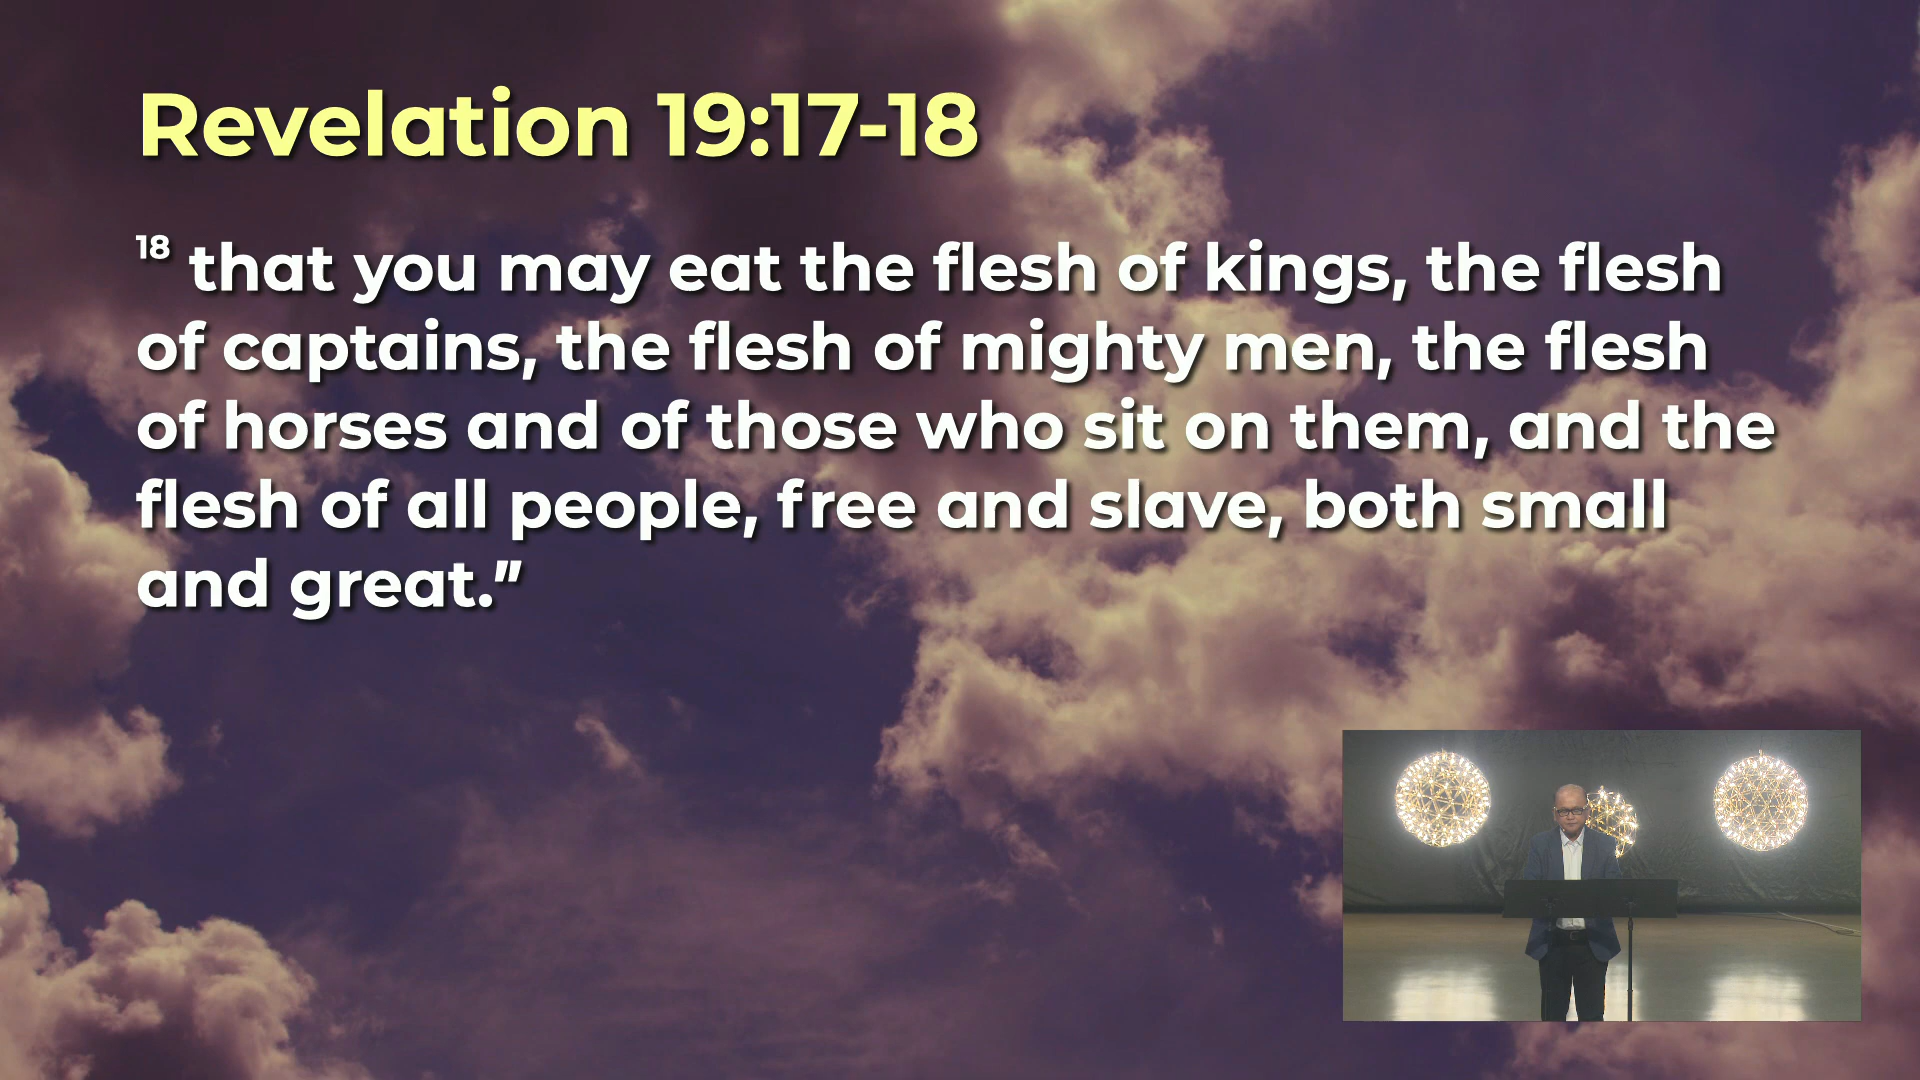 Revelation 19:17-18
18 that you may eat the flesh of kings, the flesh
of captains, the flesh of mighty men, the flesh
of horses and of those who sit on them, and the
flesh of all people, free and slave, both small
and great.”